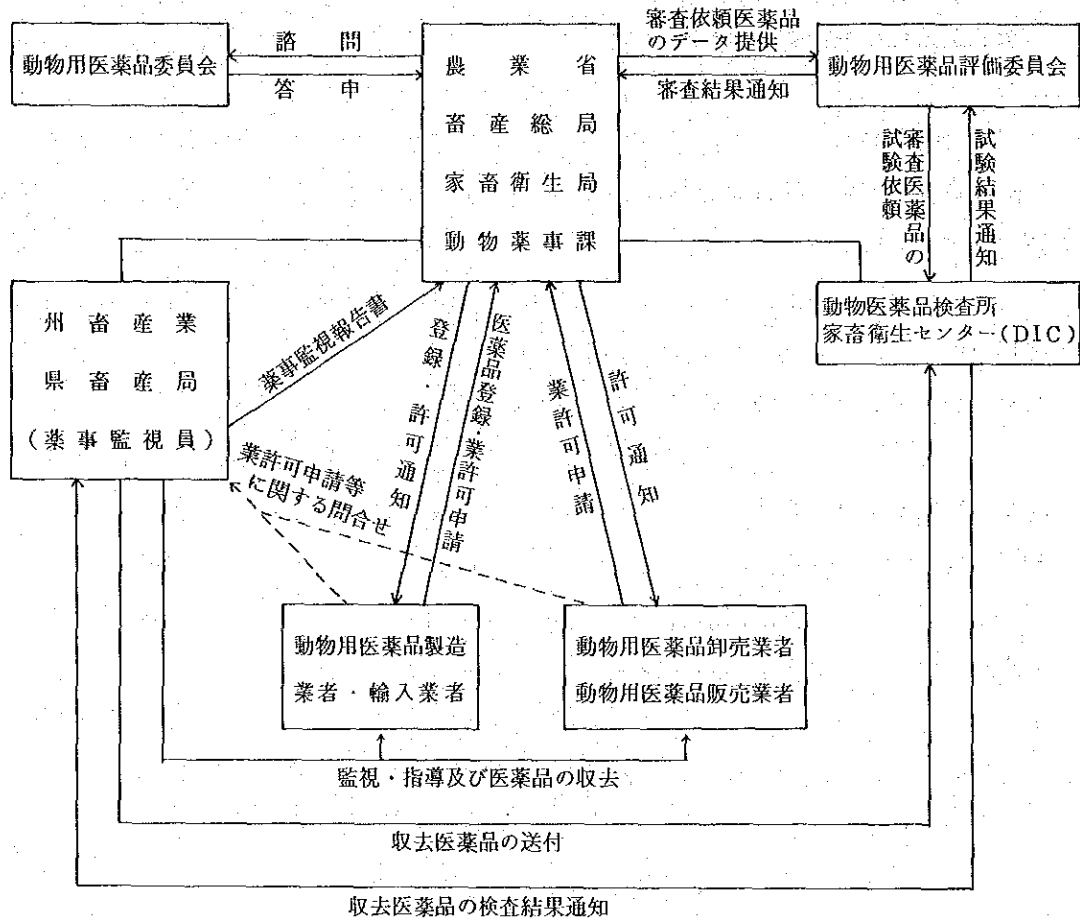 動物用医薬品委員会
諮問
答申
農業省
畜産総局
家畜衛生局
動物薬事課
審査依頼医薬品
のデータ提供
審査結果通知
動物用医薬品評価委員会
審査医薬品の
試験依頼
試験結果通知
動物医薬品検査所
家畜衛生センター(DIC)
州畜産業
県畜産局
(薬事監視員)
薬事監視報告書
登録・許可通知
医薬品登録・業許可申請
業許可申請
許可通知
業許可申請等
に関する問合せ
動物用医薬品製造
業者・輸入業者
動物用医薬品卸売業者
動物用医薬品販売業者
監視・指導及び医薬品の収去
収去医薬品の送付
収去医薬品の検査結果通知